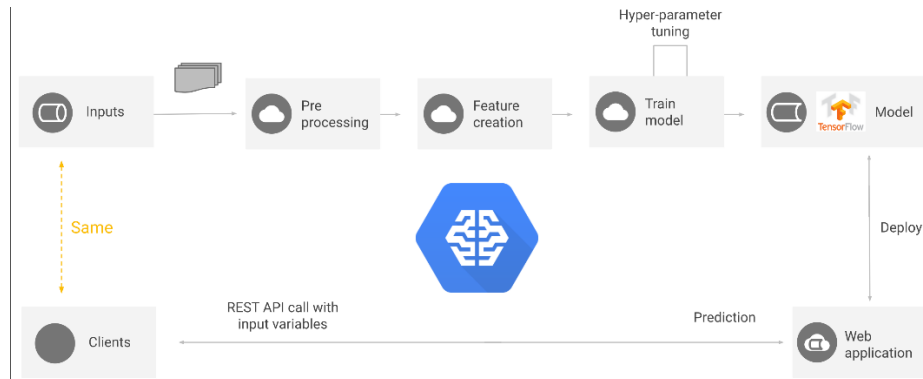 Hyper-parameter
tuning
Inputs
Pre
processing
Feature
creation
Train
model
TensorFlow
Model
Same
Deploy
REST API call with
input variables
Prediction
Clients
Web
application